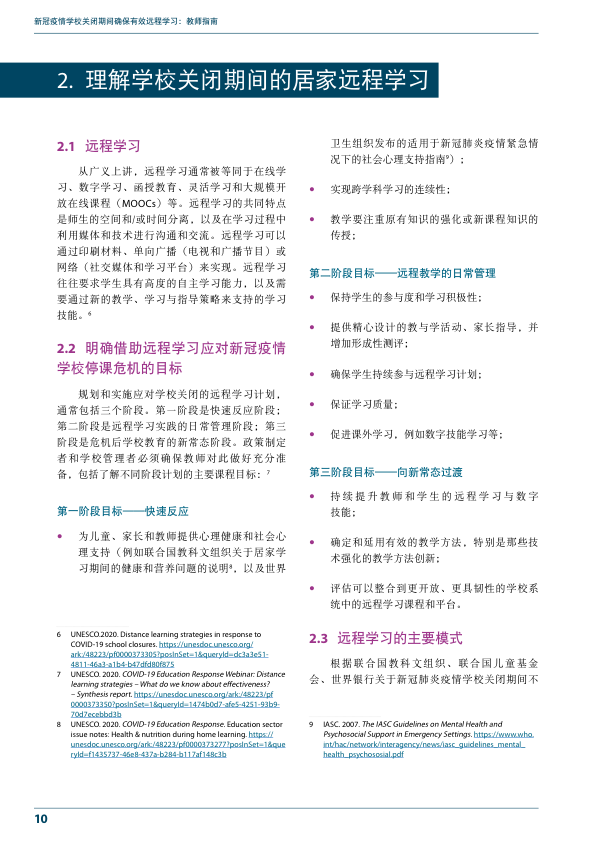 新冠疫情学校关闭期间确保有效远程学习：教师指南
2. 理解学校关闭期间的居家远程学习
2.1 远程学习
从广义上讲，远程学习通常被等同于在线学
习、数字学习、函授教育、灵活学习和大规模开
放在线课程（MOOCs）等。远程学习的共同特点
是师生的空间和/或时间分离，以及在学习过程中
利用媒体和技术进行沟通和交流。远程学习可以
通过印刷材料、单向广播（电视和广播节目）或
网络（社交媒体和学习平台）来实现。远程学习
往往要求学生具有高度的自主学习能力，以及需
要通过新的教学、学习与指导策略来支持的学习
技能。6
2.2 明确借助远程学习应对新冠疫情
学校停课危机的目标
规划和实施应对学校关闭的远程学习计划，
通常包括三个阶段。第一阶段是快速反应阶段；
第二阶段是远程学习实践的日常管理阶段；第三
阶段是危机后学校教育的新常态阶段。政策制定
者和学校管理者必须确保教师对此做好充分准
备，包括了解不同阶段计划的主要课程目标：7
第一阶段目标——快速反应
• 为儿童、家长和教师提供心理健康和社会心
理支持（例如联合国教科文组织关于居家学
习期间的健康和营养问题的说明8，以及世界
6 UNESCO.2020. Distance learning strategies in response to
COVID-19 school closures. https://unesdoc.unesco.org/
ark:/48223/pf0000373305?posInSet=1&queryId=dc3a3e51-
4811-46a3-a1b4-b47dfd80f875
7 UNESCO. 2020. COVID-19 Education Response Webinar: Distance
learning strategies – What do we know about effectiveness?
– Synthesis report. https://unesdoc.unesco.org/ark:/48223/pf
0000373350?posInSet=1&queryId=1474b0d7-afe5-4251-93b9-
70d7ecebbd3b
8 UNESCO. 2020. COVID-19 Education Response. Education sector
issue notes: Health & nutrition during home learning. https://
unesdoc.unesco.org/ark:/48223/pf0000373277?posInSet=1&que
ryId=f1435737-46e8-437a-b284-b117af148c3b
卫生组织发布的适用于新冠肺炎疫情紧急情
况下的社会心理支持指南9）；
• 实现跨学科学习的连续性；
• 教学要注重原有知识的强化或新课程知识的
传授；
第二阶段目标——远程教学的日常管理
• 保持学生的参与度和学习积极性；
• 提供精心设计的教与学活动、家长指导，并
增加形成性测评；
• 确保学生持续参与远程学习计划；
• 保证学习质量；
• 促进课外学习，例如数字技能学习等；
第三阶段目标——向新常态过渡
• 持续提升教师和学生的远程学习与数字
技能；
• 确定和延用有效的教学方法，特别是那些技
术强化的教学方法创新；
• 评估可以整合到更开放、更具韧性的学校系
统中的远程学习课程和平台。
2.3 远程学习的主要模式
根据联合国教科文组织、联合国儿童基金
会、世界银行关于新冠肺炎疫情学校关闭期间不
9 IASC. 2007. The IASC Guidelines on Mental Health and
Psychosocial Support in Emergency Settings. https://www.who.
int/hac/network/interagency/news/iasc_guidelines_mental_
health_psychososial.pdf
10